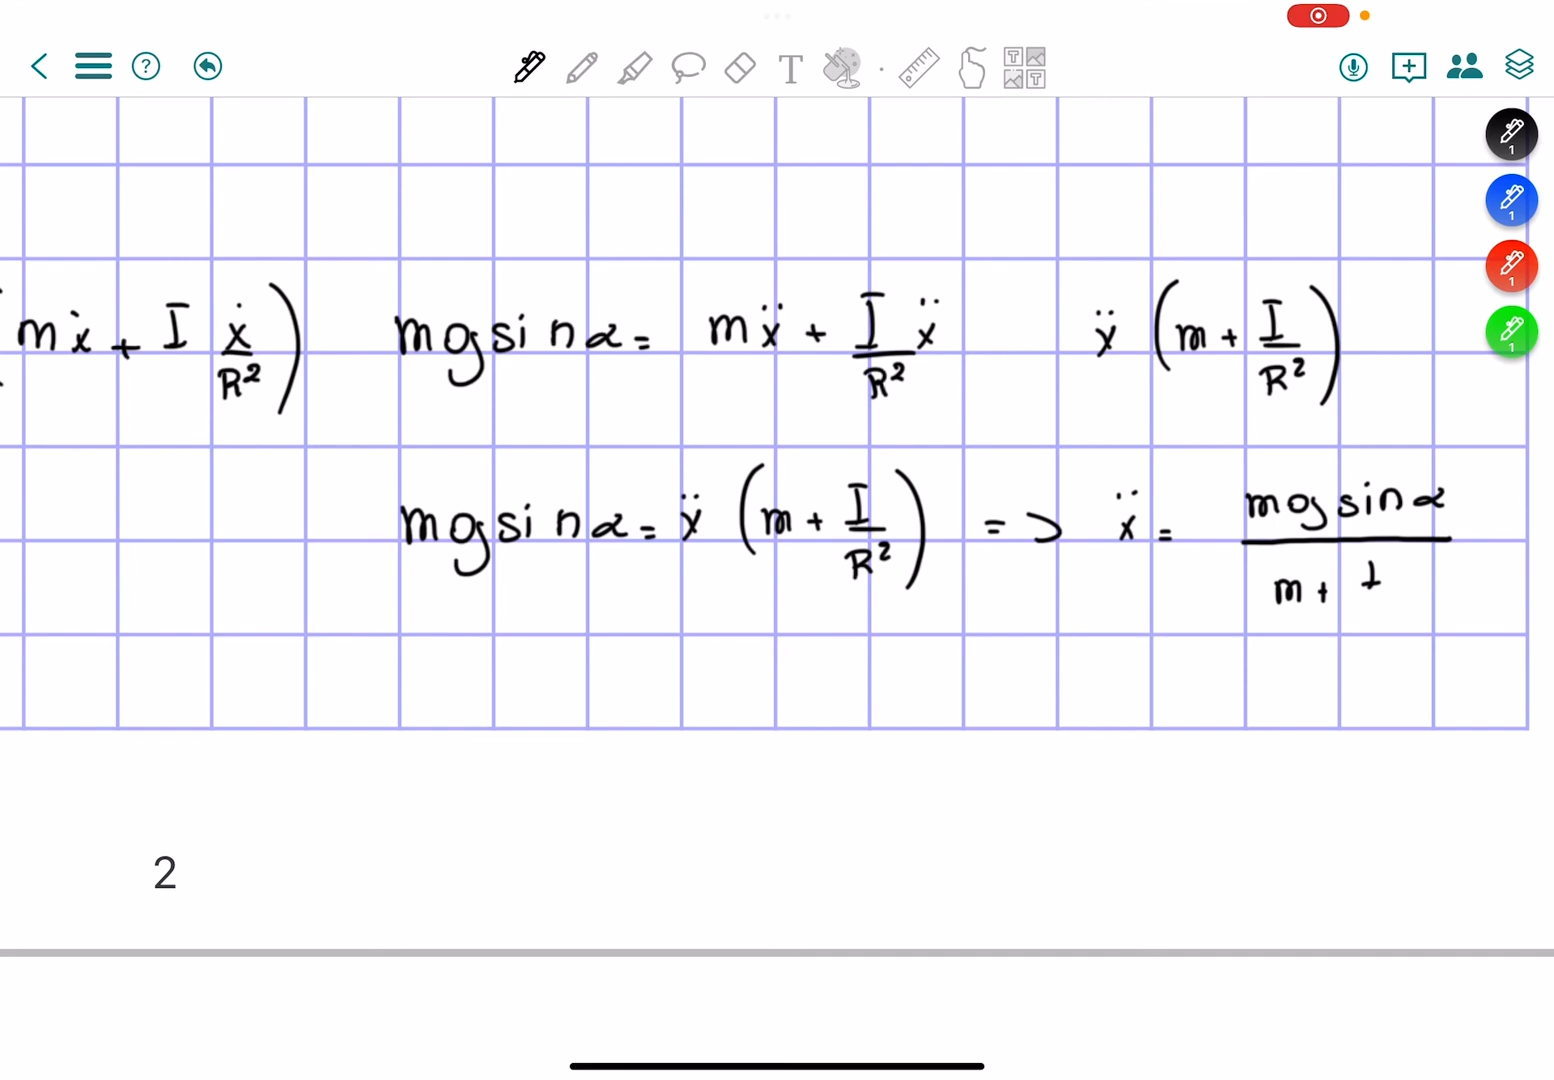 mẋ + I ẋ/R²) mg sin α = mẍ + I/R² ẍ ẍ (m + I/R²)
mg sin α = ẍ (m + I/R²) => ẍ = mg sin α / m + I
2